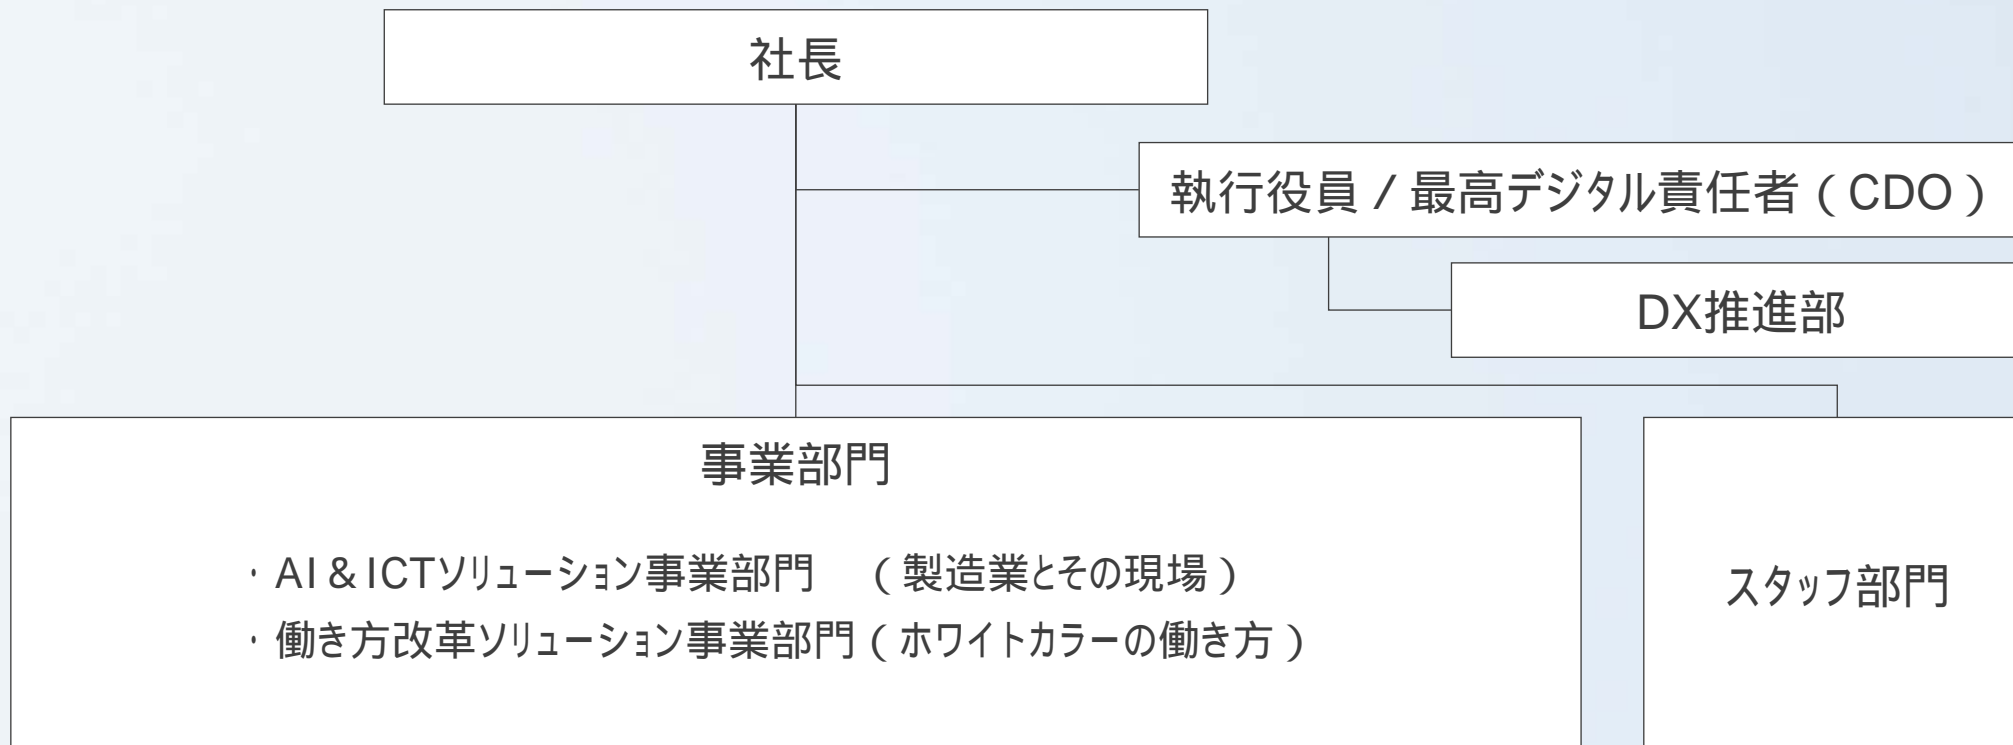 社長
執行役員 / 最高デジタル責任者(CDO)
DX推進部
事業部門
・AI & ICTソリューション事業部門 (製造業とその現場)
・働き方改革ソリューション事業部門(ホワイトカラーの働き方)
スタッフ部門